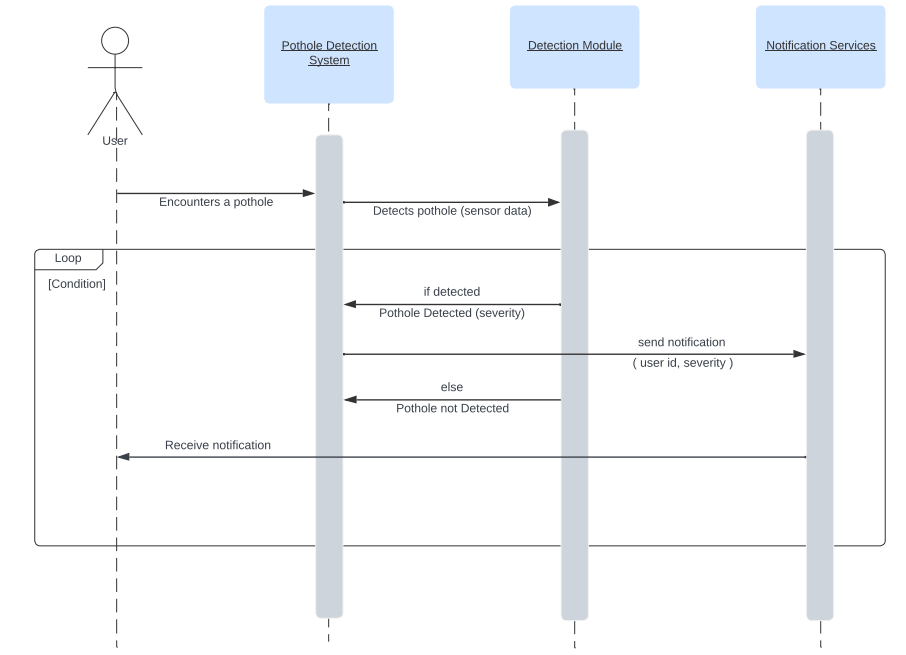 Pothole Detection
System
Detection Module
Notification Services
User
Encounters a pothole
Detects pothole (sensor data)
Loop
[Condition]
if detected
Pothole Detected (severity)
send notification
( user id, severity )
else
Pothole not Detected
Receive notification